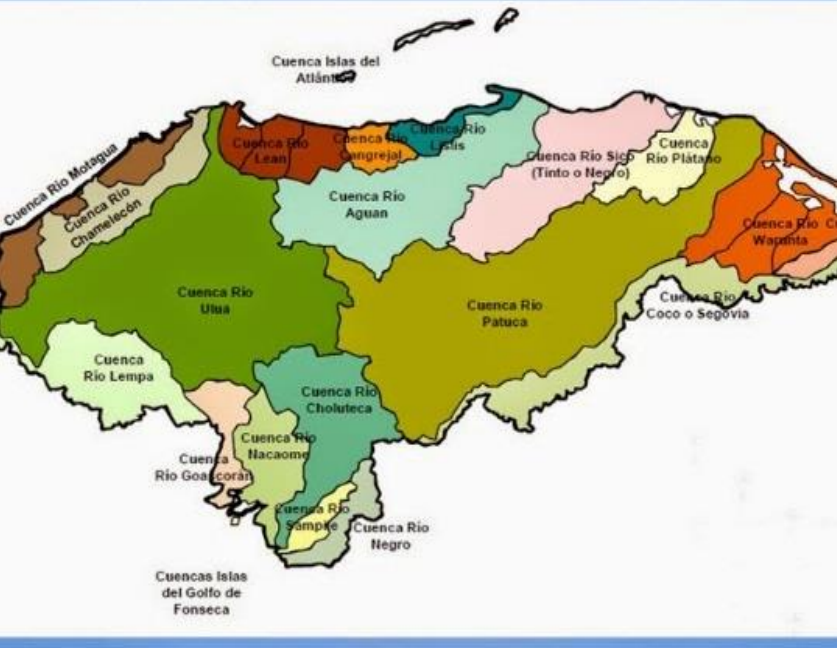 Cuenca Islas del
Atlántico
Cuenca Río Motagua
Cuenca Río
Chamelecón
Cuenca Río
Lean
Cuenca Río
Cangrejal
Cuenca Río
Lislis
Cuenca Río Sico
(Tinto o Negro)
Cuenca
Río Plátano
Cuenca Río
Aguan
Cuenca Río
Warunta
Cuenca Río
Ulua
Cuenca Río
Patuca
Cuenca Río
Coco o Segovia
Cuenca
Río Lempa
Cuenca Río
Choluteca
Cuenca Río
Nacaome
Cuenca
Río Goascorán
Cuenca Río
Sampile
Cuenca Río
Negro
Cuencas Islas
del Golfo de
Fonseca